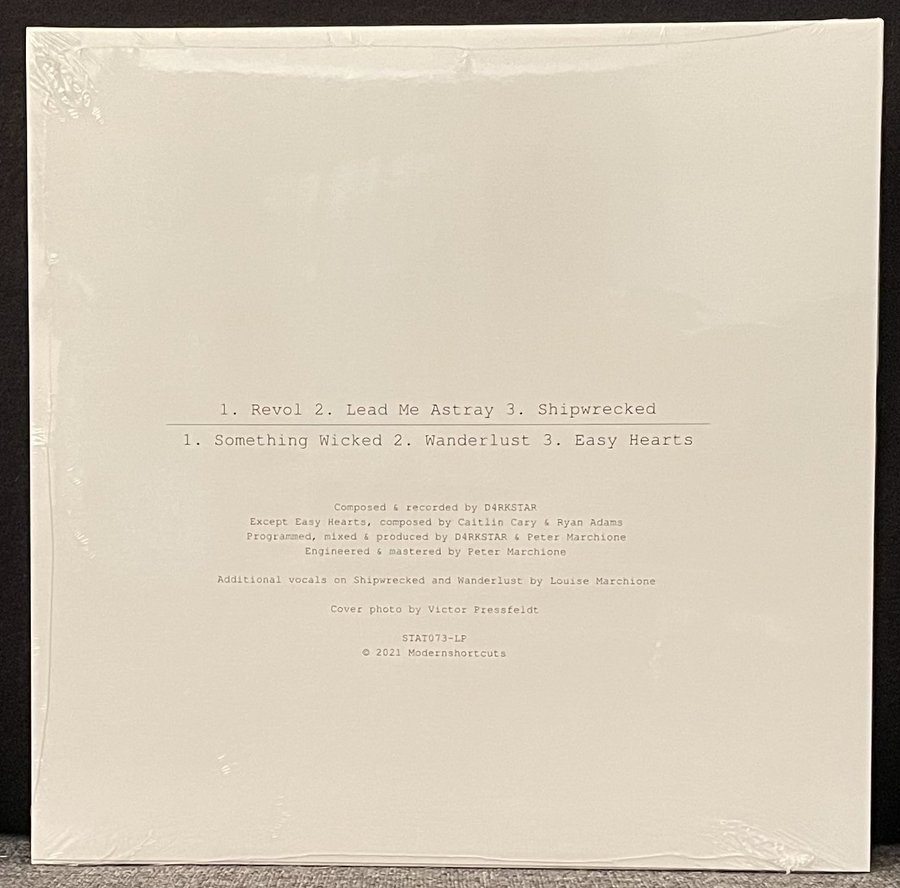 1. Revol 2. Lead Me Astray 3. Shipwrecked
1. Something Wicked 2. Wanderlust 3. Easy Hearts
Composed & recorded by D4RKSTAR
Except Easy Hearts, composed by Caitlin Cary & Ryan Adams
Programmed, mixed & produced by D4RKSTAR & Peter Marchione
Engineered & mastered by Peter Marchione
Additional vocals on Shipwrecked and Wanderlust by Louise Marchione
Cover photo by Victor Pressfeldt
STAT073-LP
© 2021 Modernshortcuts